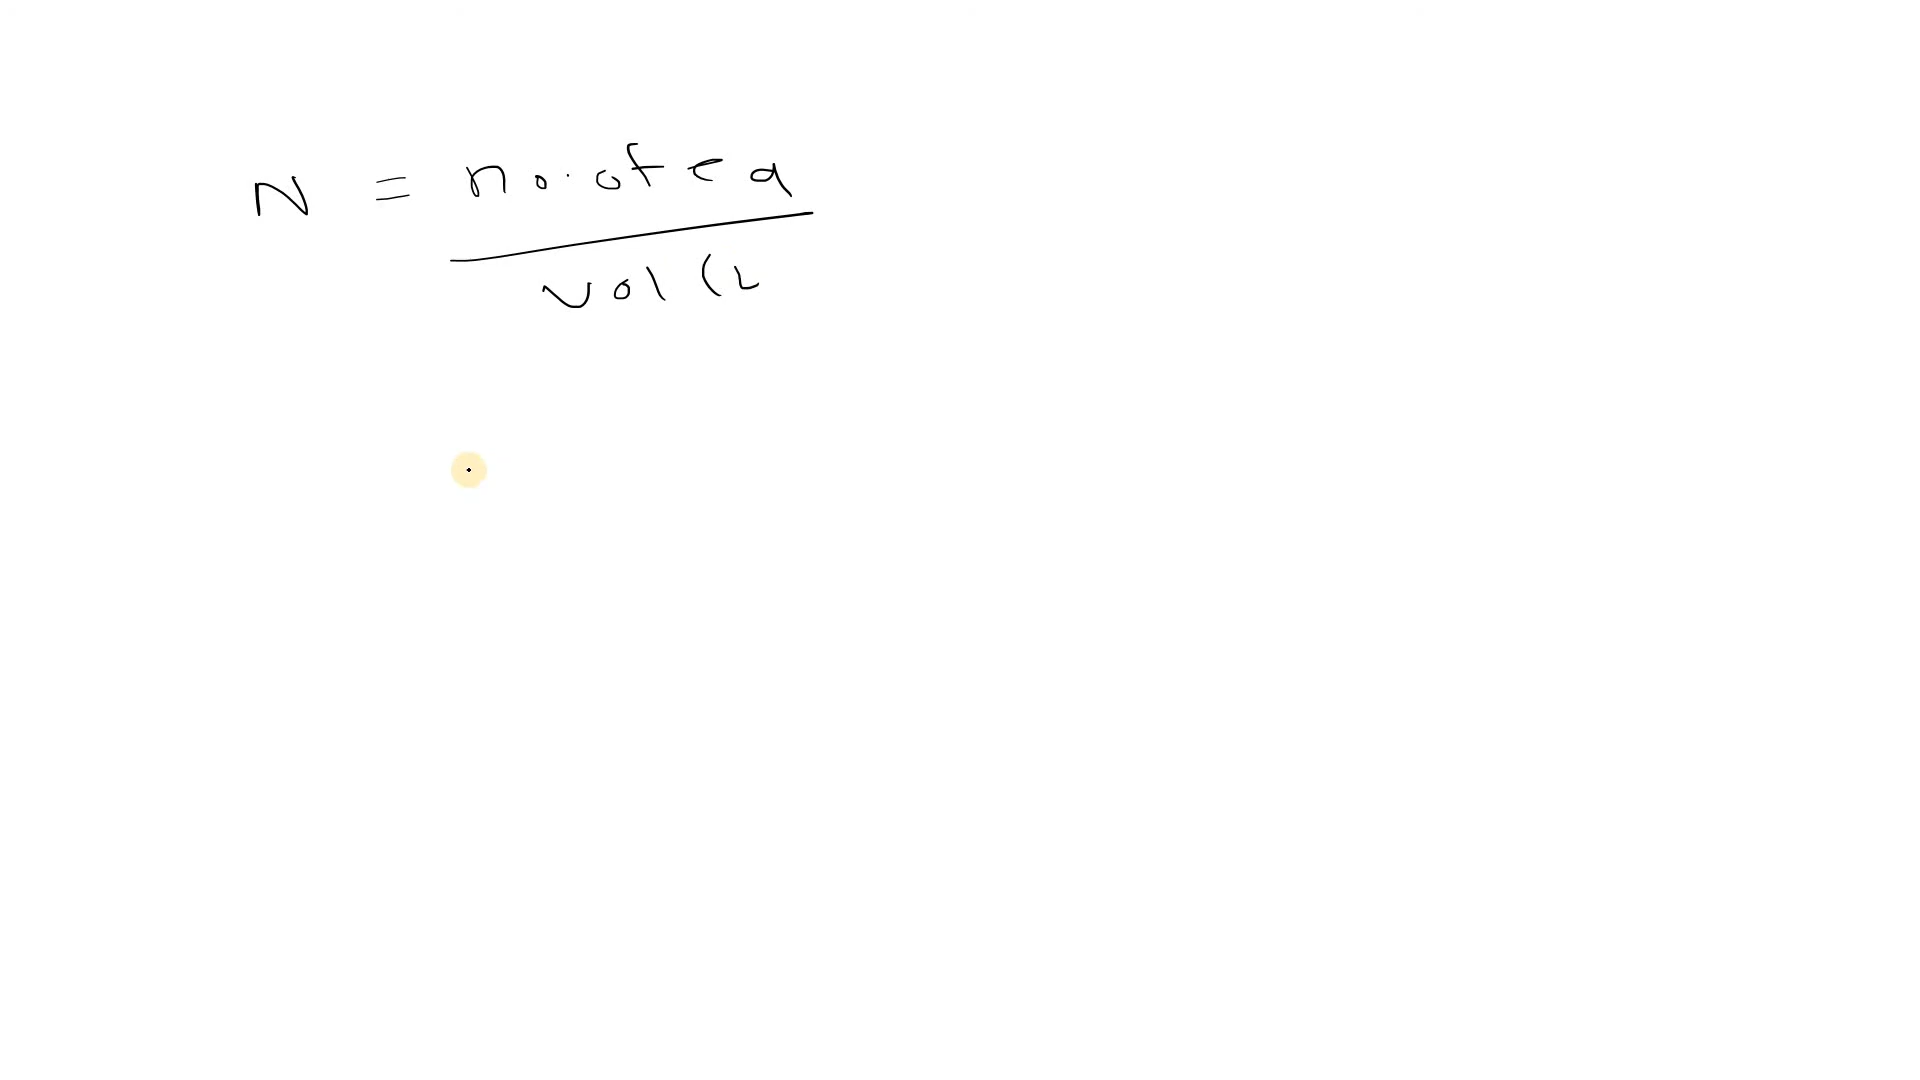 N = no. of eq
vol (L